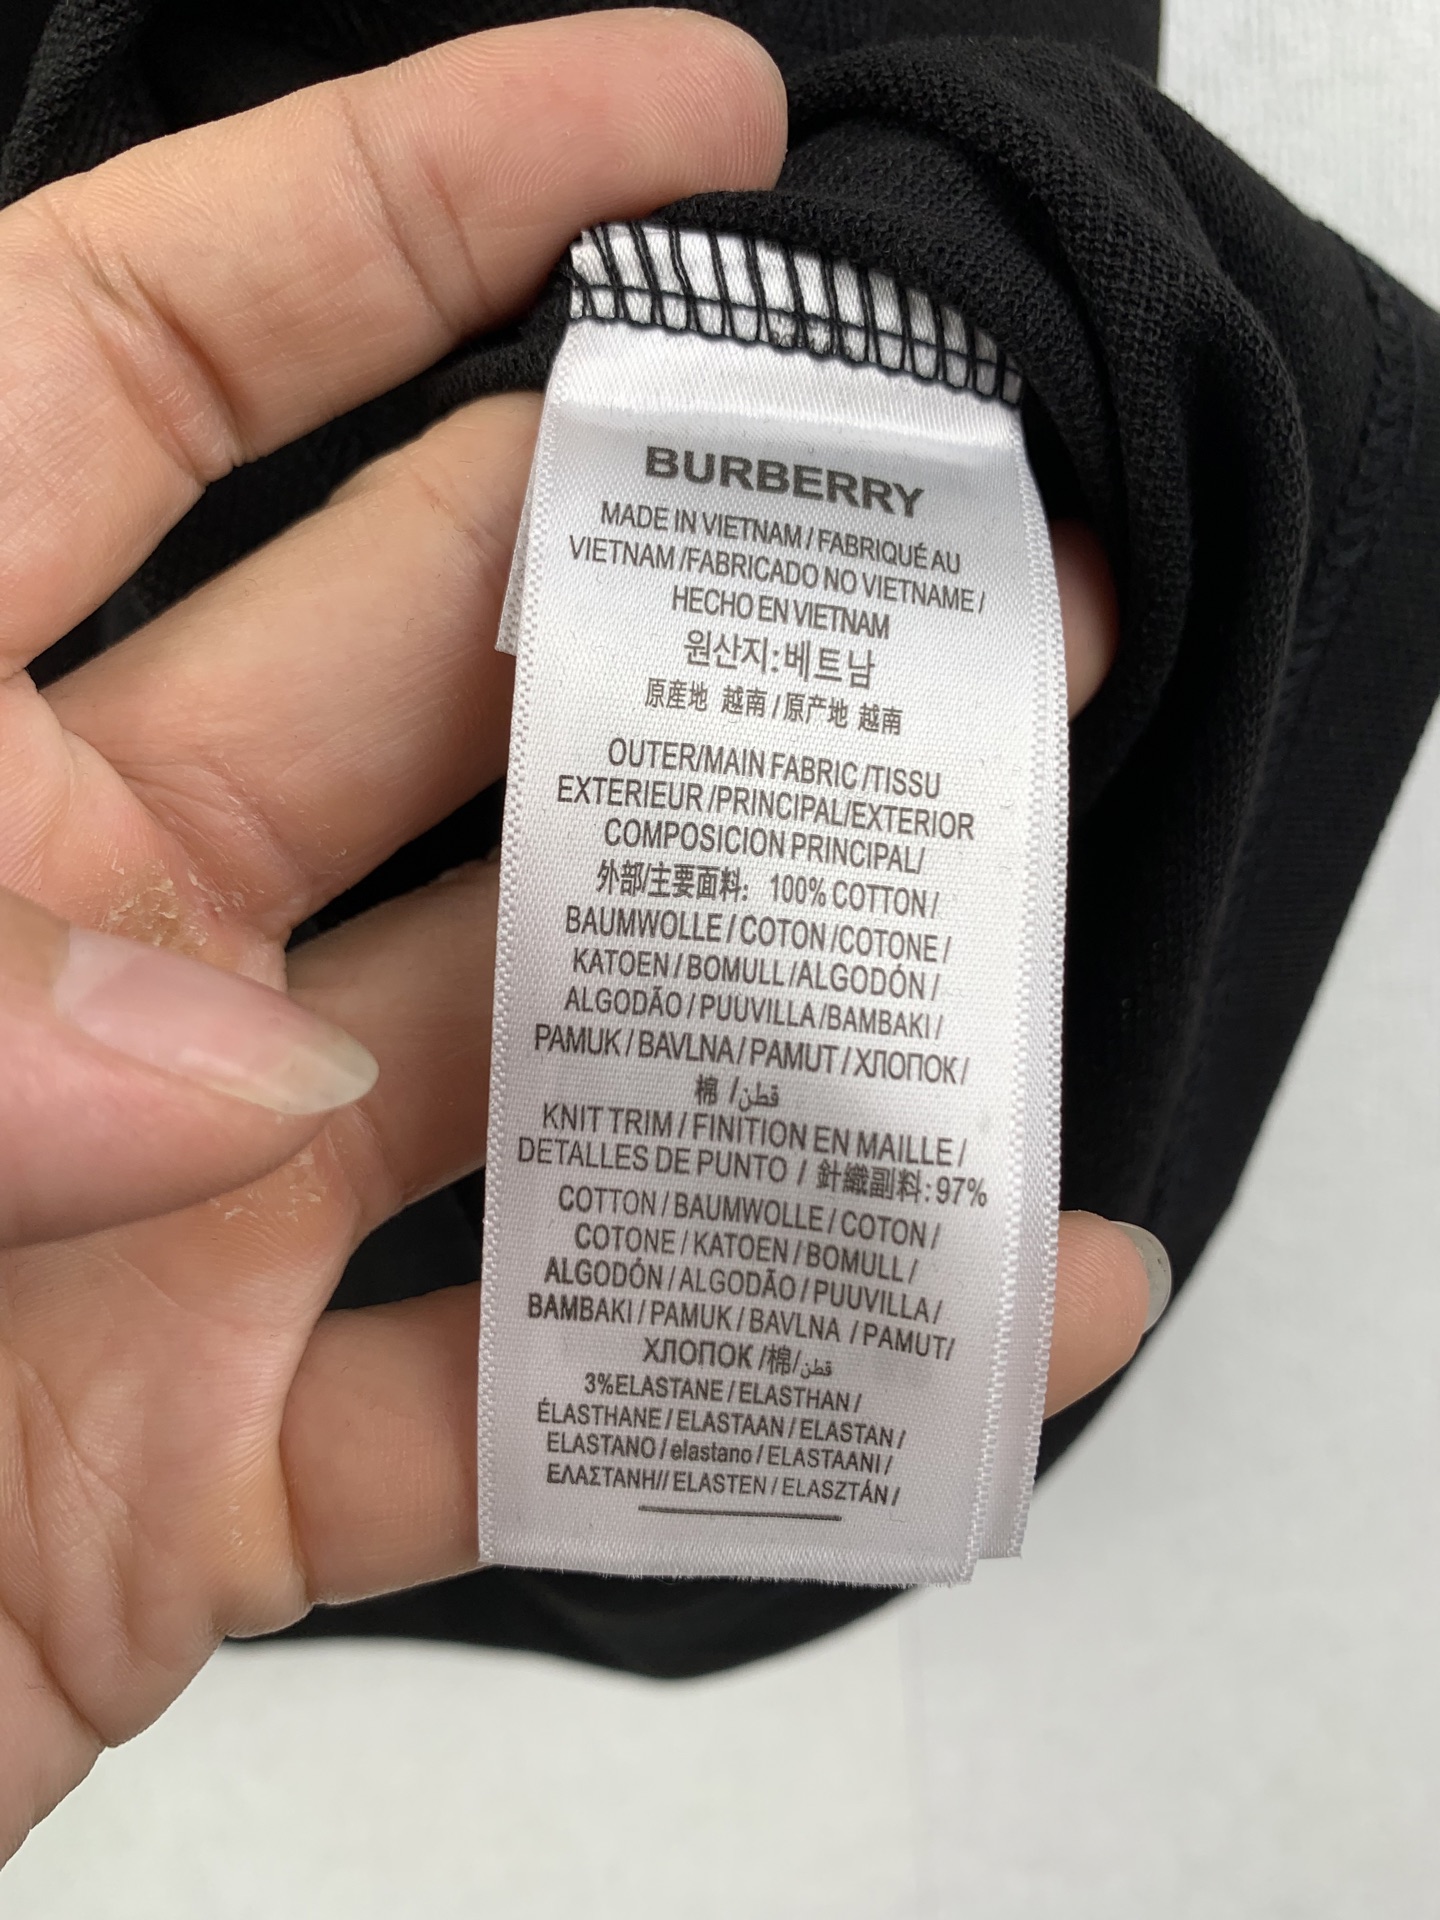 BURBERRY
MADE IN VIETNAM / FABRIQUÉ AU
VIETNAM /FABRICADO NO VIETNAME /
HECHO EN VIETNAM
원산지:베트남
原産地 越南 / 原产地 越南
OUTER/MAIN FABRIC /TISSU
EXTERIEUR /PRINCIPAL/EXTERIOR
COMPOSICION PRINCIPAL/
外部/主要面料: 100% COTTON /
BAUMWOLLE / COTON /COTONE /
KATOEN / BOMULL /ALGODÓN /
ALGODÃO / PUUVILLA /BAMBAKI /
PAMUK / BAVLNA / PAMUT / ХЛОПОК /
棉 / قطن
KNIT TRIM / FINITION EN MAILLE /
DETALLES DE PUNTO / 針織副料: 97%
COTTON / BAUMWOLLE / COTON /
COTONE / KATOEN / BOMULL /
ALGODÓN / ALGODÃO / PUUVILLA /
BAMBAKI / PAMUK / BAVLNA / PAMUT/
ХЛОПОК /棉/ قطن
3%ELASTANE / ELASTHAN /
ÉLASTHANE / ELASTAAN / ELASTAN /
ELASTANO / elastano / ELASTAANI /
ΕΛΑΣΤΑΝΗ// ELASTEN / ELASZTÁN /